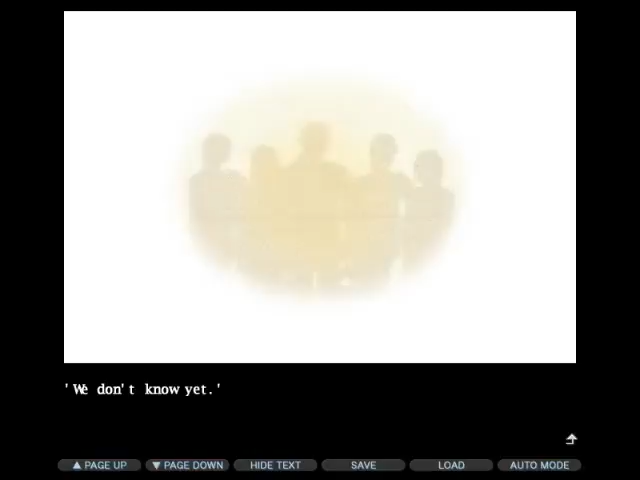 'We don't know yet.'
▲ PAGE UP ▼ PAGE DOWN HIDE TEXT SAVE LOAD AUTO MODE